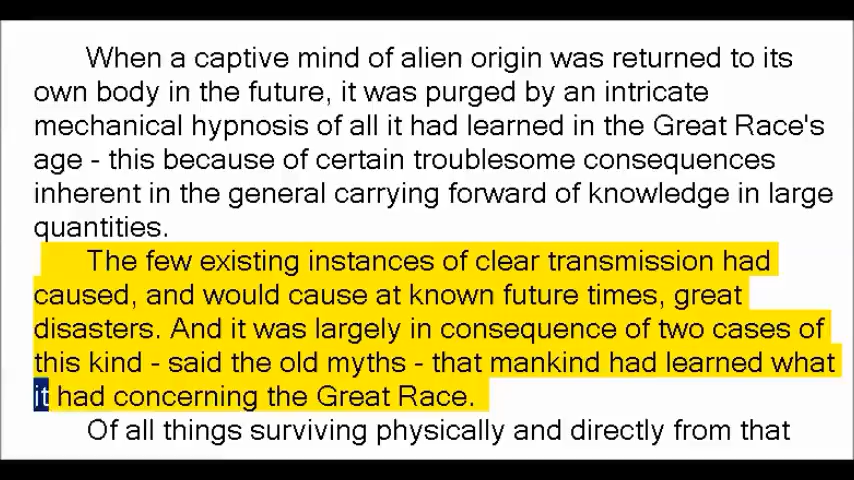 When a captive mind of alien origin was returned to its
own body in the future, it was purged by an intricate
mechanical hypnosis of all it had learned in the Great Race's
age - this because of certain troublesome consequences
inherent in the general carrying forward of knowledge in large
quantities.
The few existing instances of clear transmission had
caused, and would cause at known future times, great
disasters. And it was largely in consequence of two cases of
this kind - said the old myths - that mankind had learned what
it had concerning the Great Race.
Of all things surviving physically and directly from that